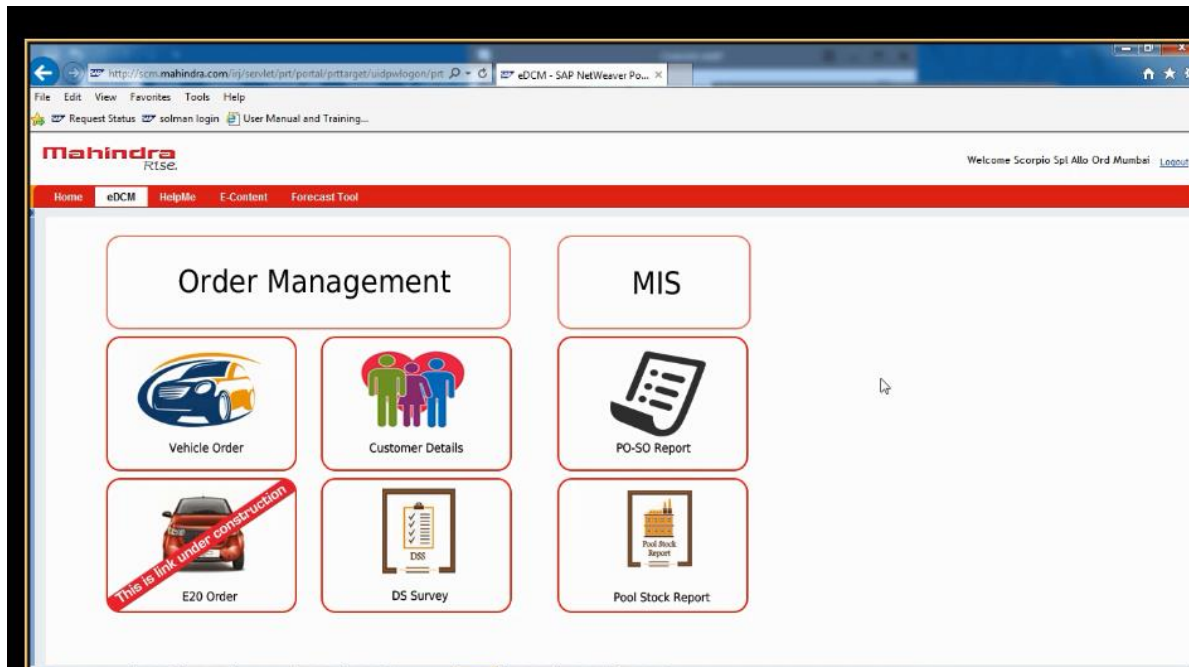 http://scm.mahindra.com/irj/servlet/prt/portal/prttarget/uidpwlogon/prt
eDCM - SAP NetWeaver Po...
File Edit View Favorites Tools Help
Request Status solman login User Manual and Training...
Mahindra
Rise.
Welcome Scorpio Spl Allo Ord Mumbai Logout
Home eDCM HelpMe E-Content Forecast Tool
Order Management
MIS
Vehicle Order
Customer Details
PO-SO Report
This is link under construction
E20 Order
DSS
DS Survey
Pool Stock
Report
Pool Stock Report